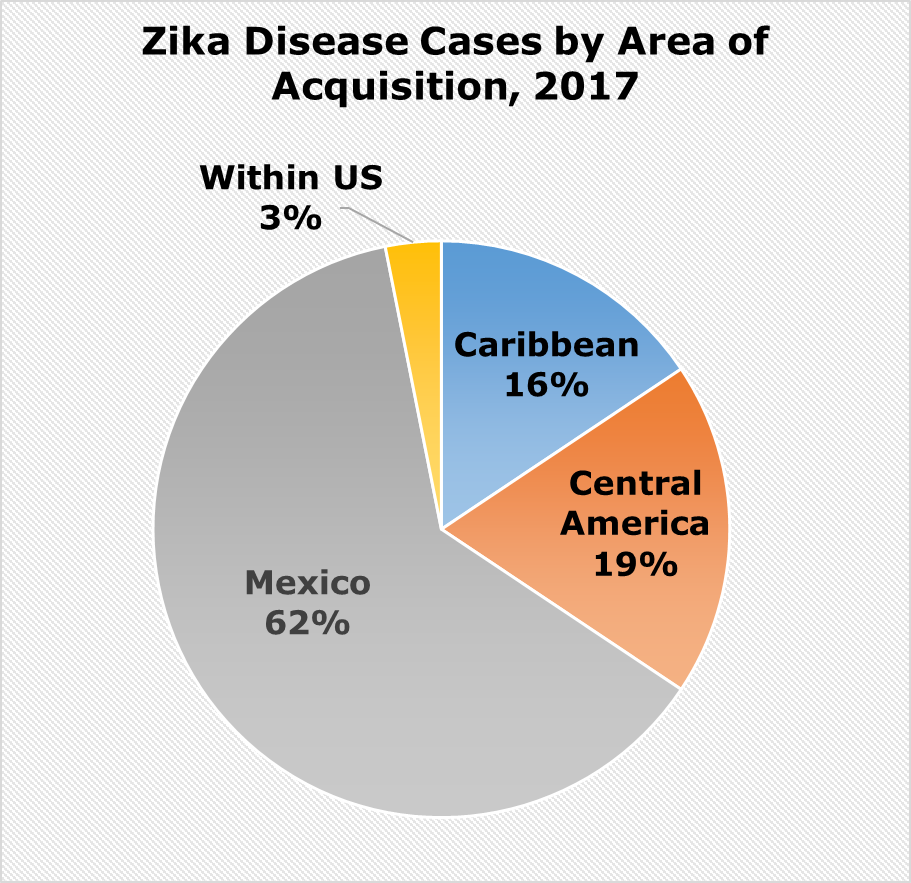 Zika Disease Cases by Area of
Acquisition, 2017
Within US
3%
Caribbean
16%
Central
America
19%
Mexico
62%